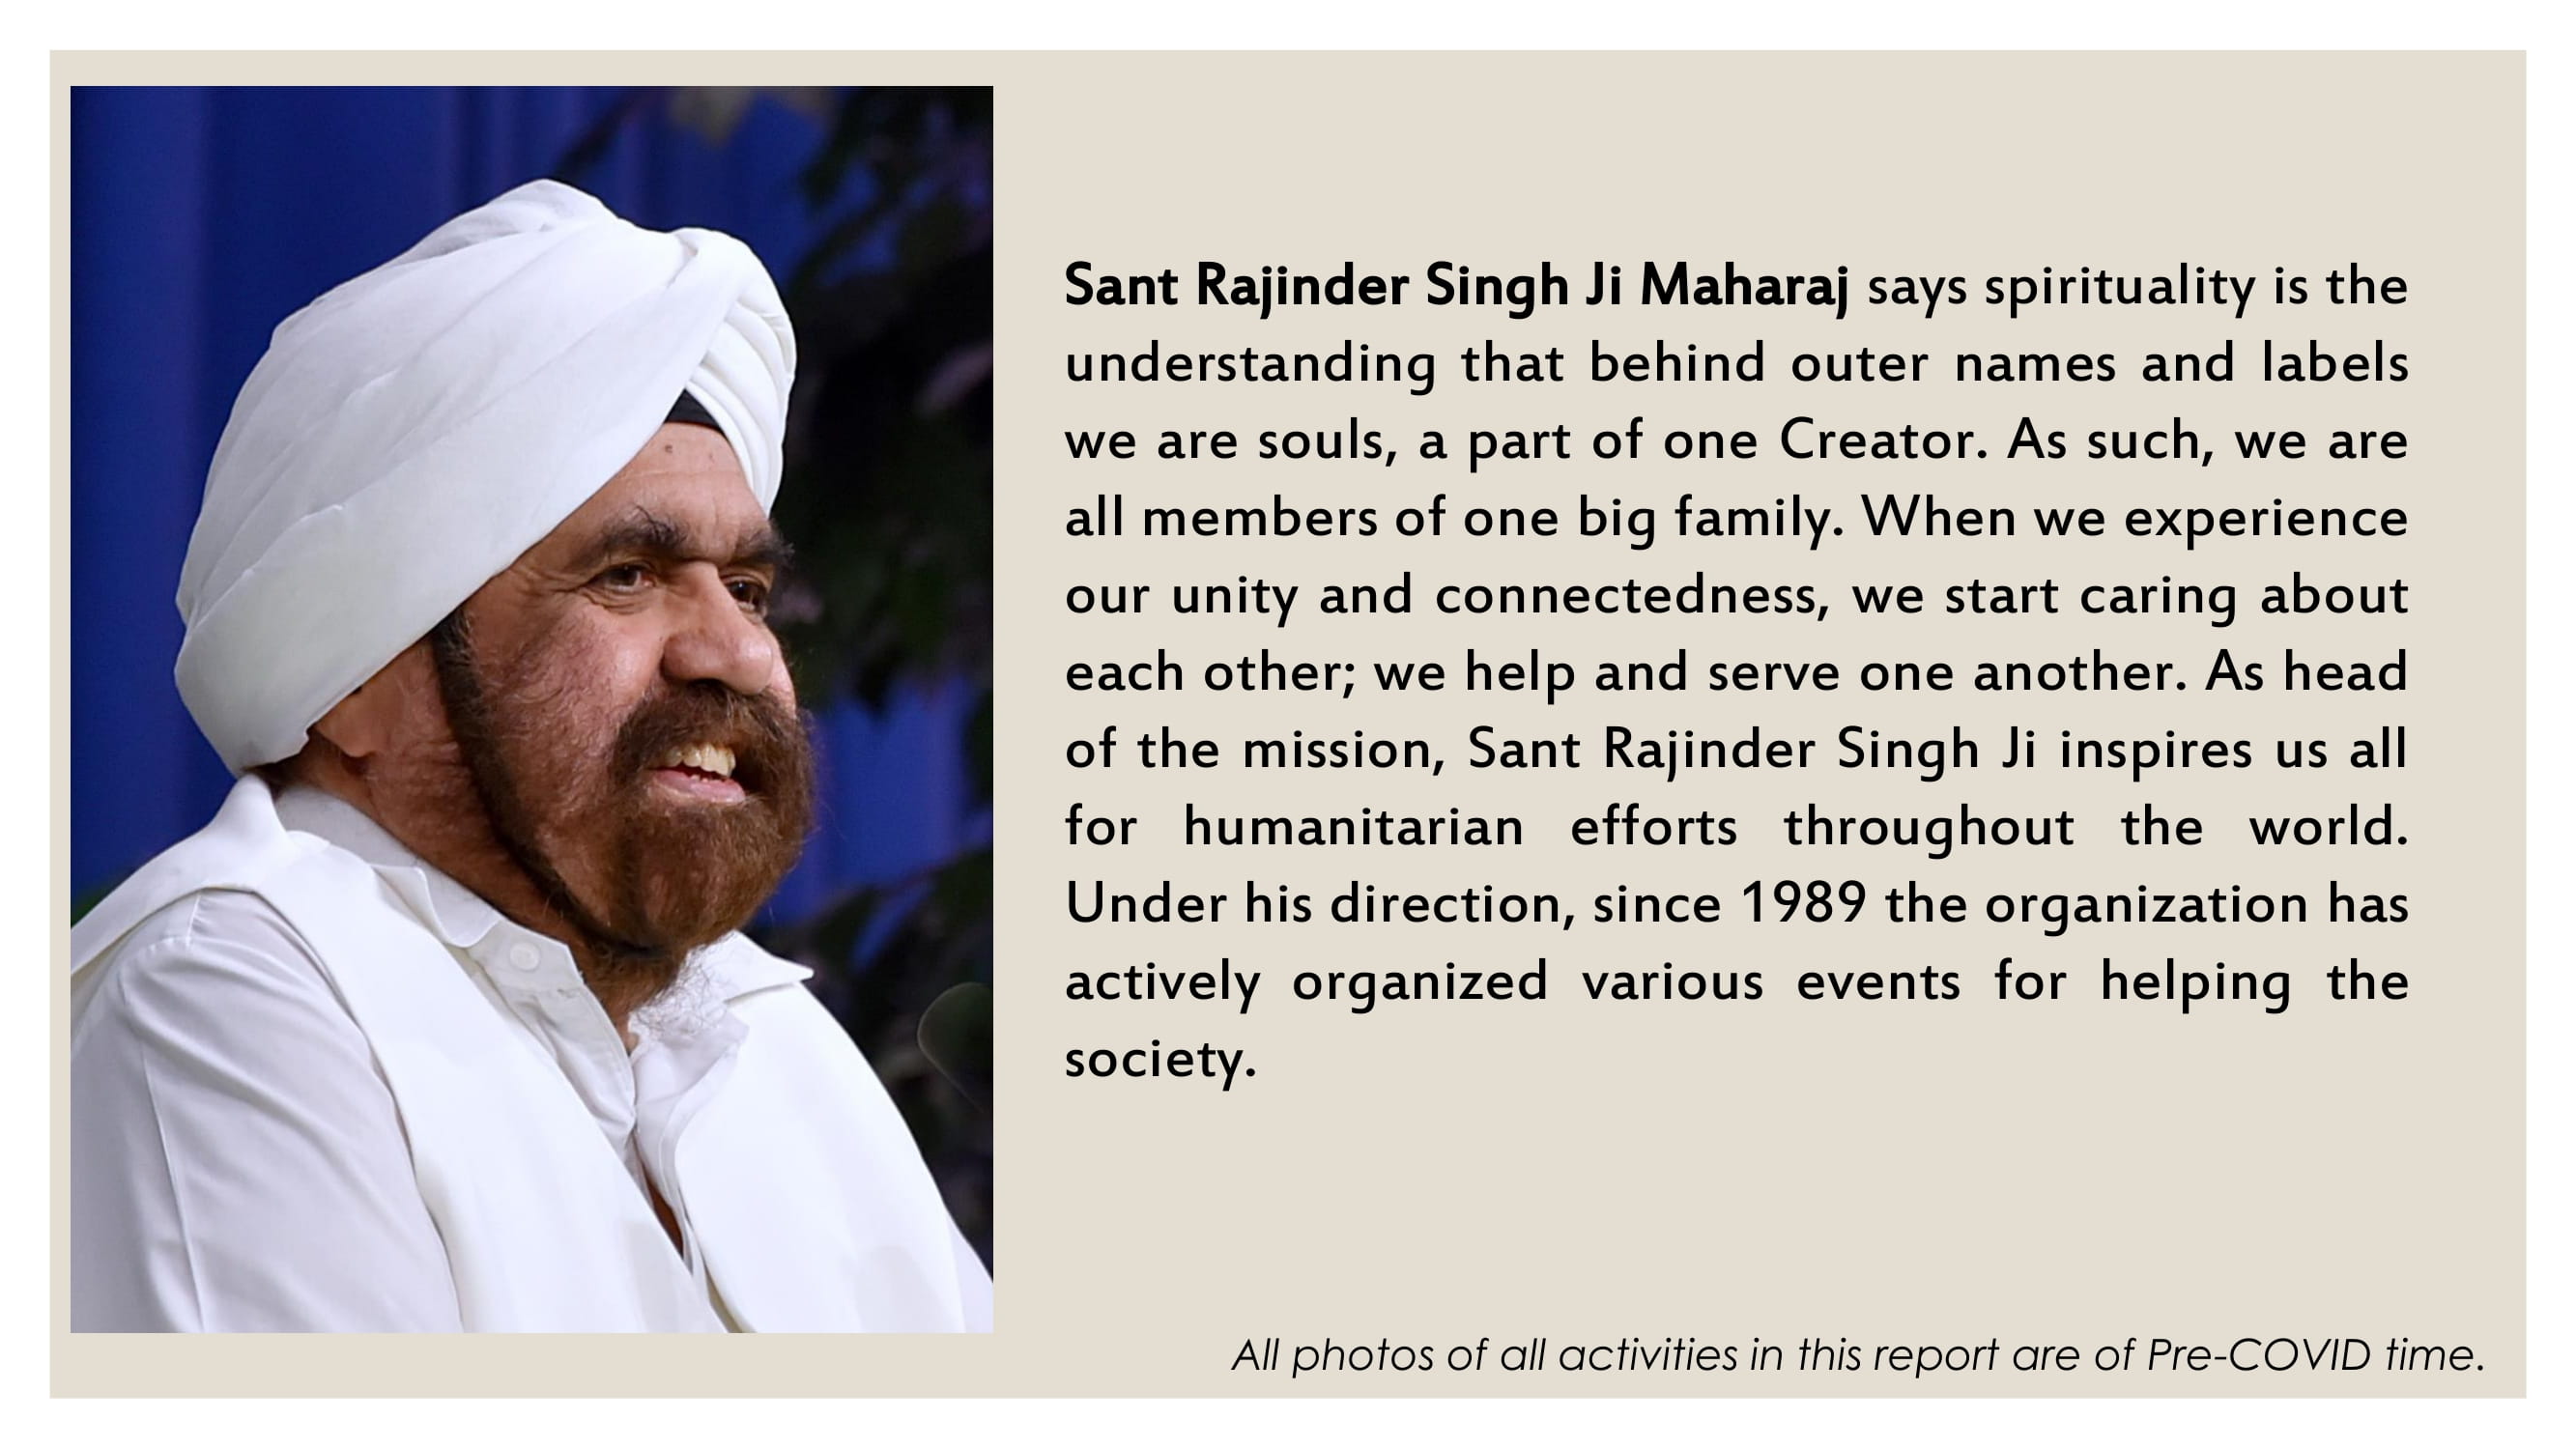 Sant Rajinder Singh Ji Maharaj says spirituality is the
understanding that behind outer names and labels
we are souls, a part of one Creator. As such, we are
all members of one big family. When we experience
our unity and connectedness, we start caring about
each other; we help and serve one another. As head
of the mission, Sant Rajinder Singh Ji inspires us all
for humanitarian efforts throughout the world.
Under his direction, since 1989 the organization has
actively organized various events for helping the
society.
All photos of all activities in this report are of Pre-COVID time.